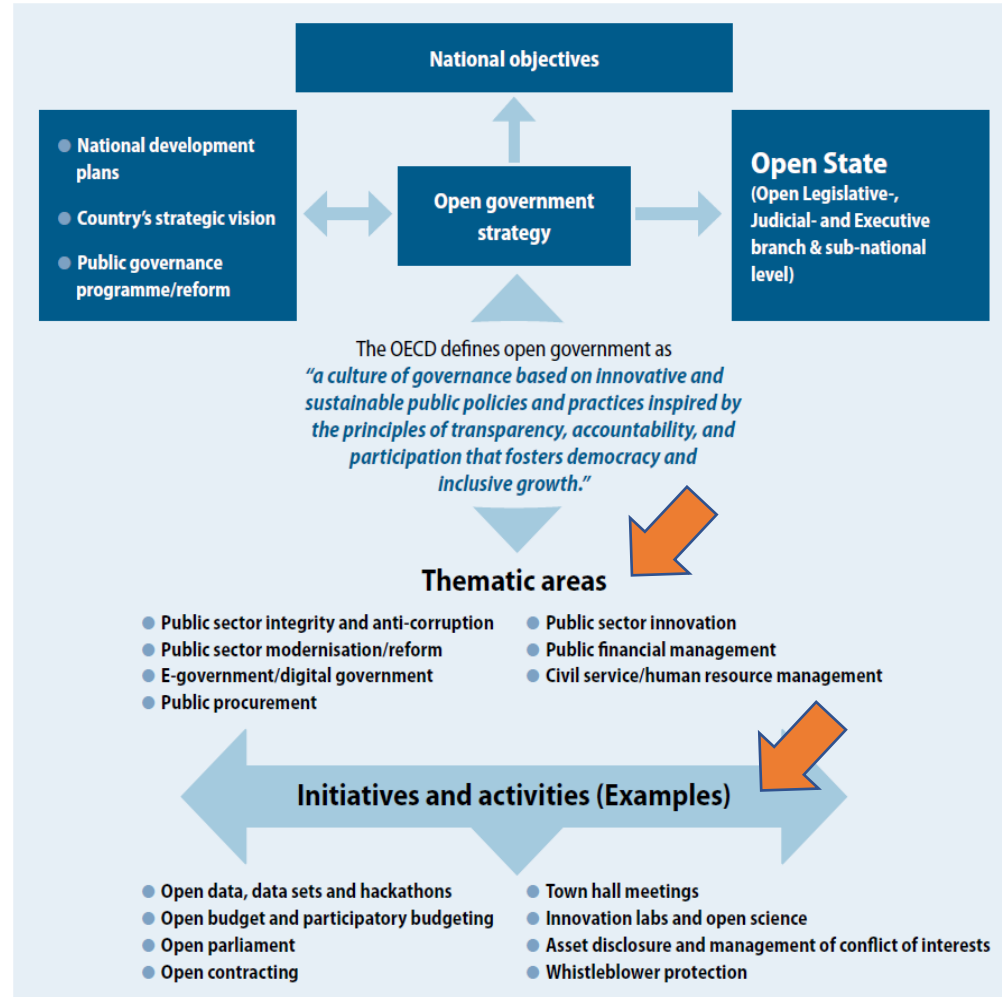 National objectives
● National development
plans
● Country's strategic vision
● Public governance
programme/reform
Open government
strategy
Open State
(Open Legislative-,
Judicial- and Executive
branch & sub-national
level)
The OECD defines open government as
“a culture of governance based on innovative and
sustainable public policies and practices inspired by
the principles of transparency, accountability, and
participation that fosters democracy and
inclusive growth.”
Thematic areas
● Public sector integrity and anti-corruption
● Public sector modernisation/reform
● E-government/digital government
● Public procurement
● Public sector innovation
● Public financial management
● Civil service/human resource management
Initiatives and activities (Examples)
● Open data, data sets and hackathons
● Open budget and participatory budgeting
● Open parliament
● Open contracting
● Town hall meetings
● Innovation labs and open science
● Asset disclosure and management of conflict of interests
● Whistleblower protection